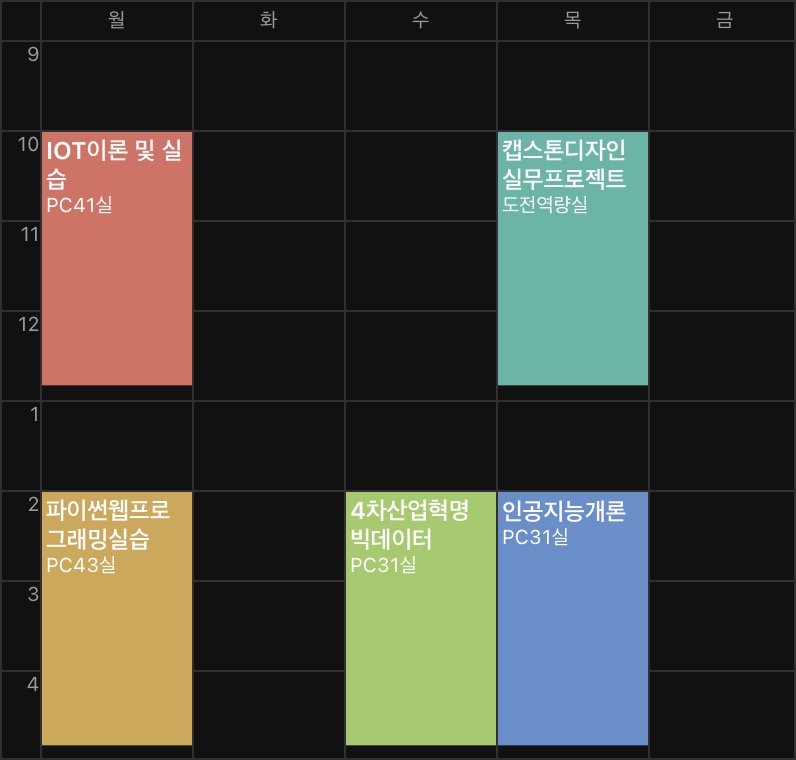 월 화 수 목 금
9
10
IOT이론 및 실
습
PC41실
캡스톤디자인
실무프로젝트
도전역량실
11
12
1
2
파이썬웹프로
그래밍실습
PC43실
4차산업혁명
빅데이터
PC31실
인공지능개론
PC31실
3
4